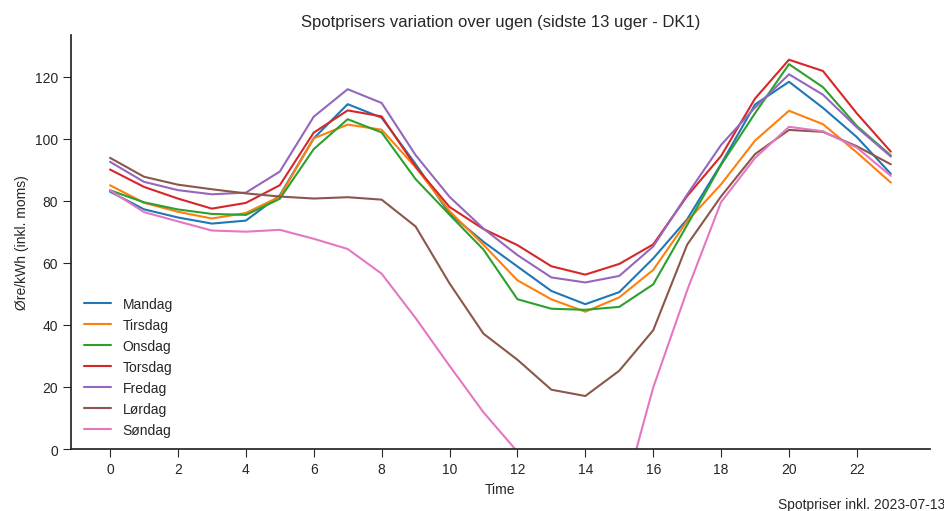 Spotprisers variation over ugen (sidste 13 uger - DK1)
Øre/kWh (inkl. moms)
120
100
80
60
40
20
0
Mandag
Tirsdag
Onsdag
Torsdag
Fredag
Lørdag
Søndag
0 2 4 6 8 10 12 14 16 18 20 22
Time
Spotpriser inkl. 2023-07-13